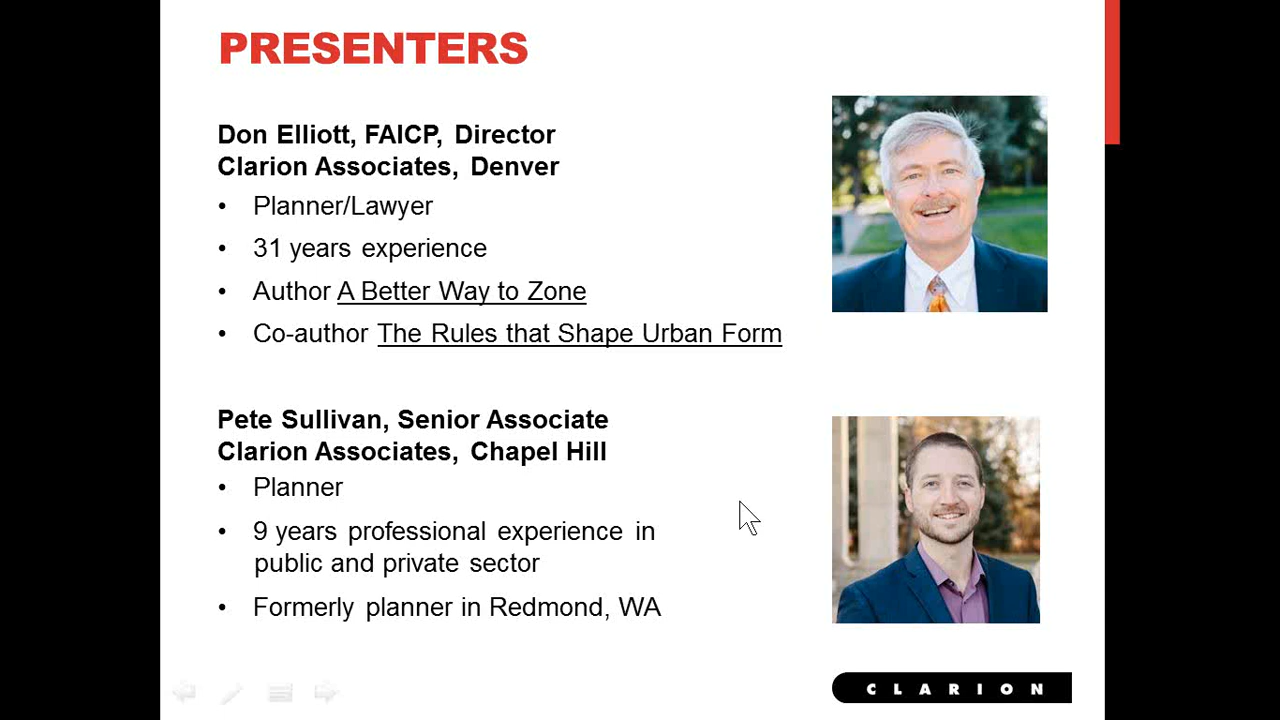 PRESENTERS
Don Elliott, FAICP, Director
Clarion Associates, Denver
• Planner/Lawyer
• 31 years experience
• Author A Better Way to Zone
• Co-author The Rules that Shape Urban Form
Pete Sullivan, Senior Associate
Clarion Associates, Chapel Hill
• Planner
• 9 years professional experience in
public and private sector
• Formerly planner in Redmond, WA
CLARION